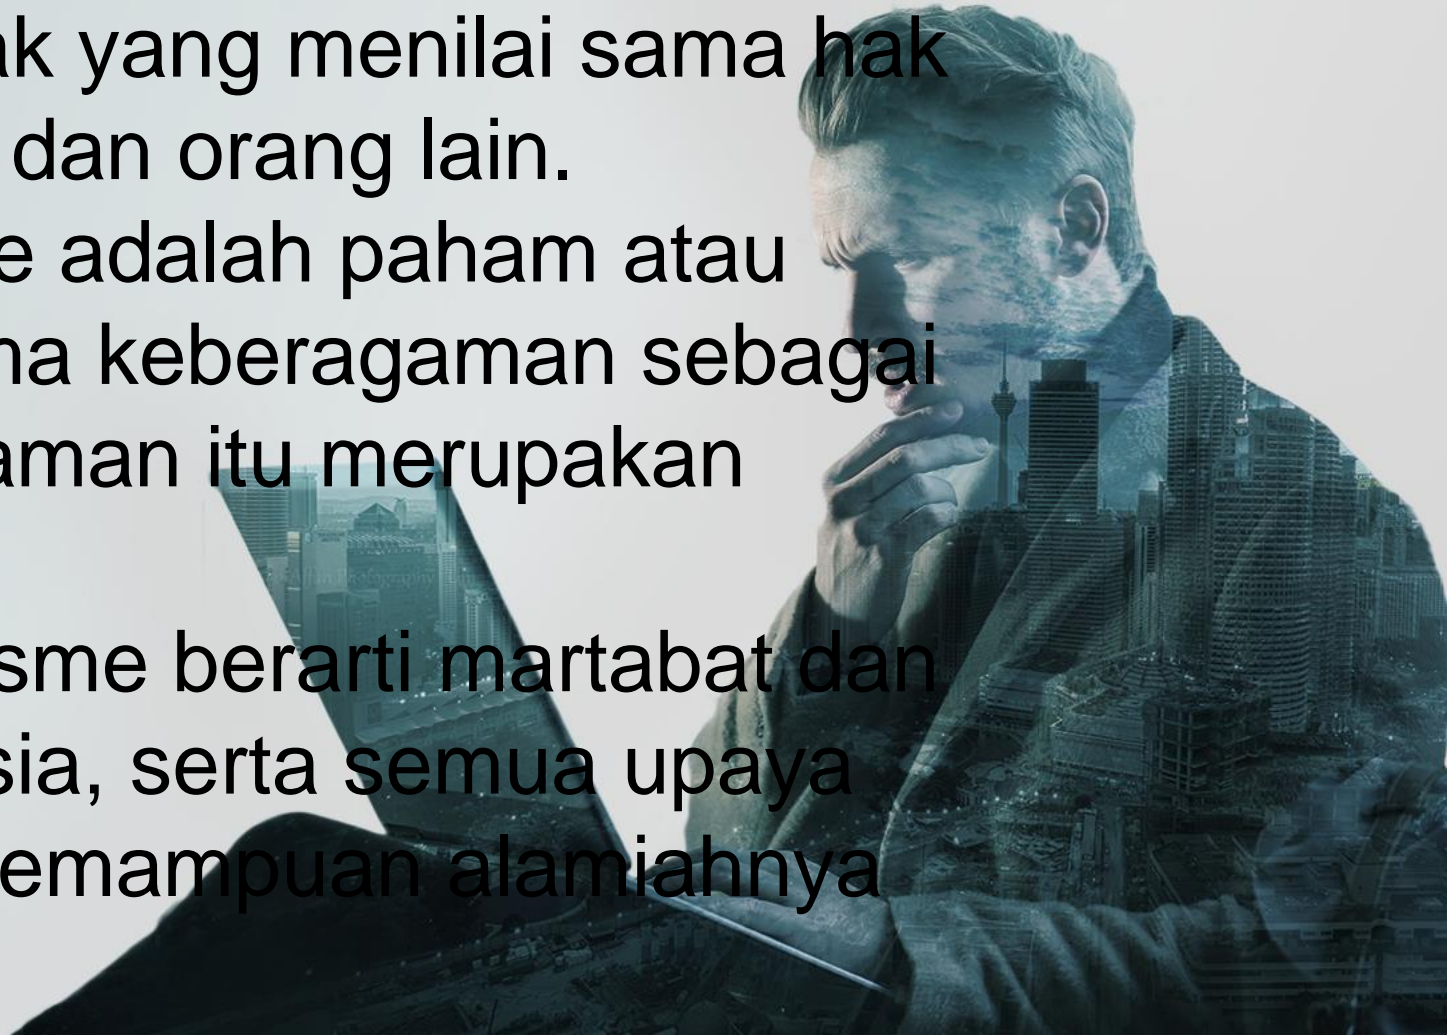 ak yang menilai sama hak
dan orang lain.
e adalah paham atau
na keberagaman sebagai
aman itu merupakan
sme berarti martabat dan
sia, serta semua upaya
emampuan alamiahnya